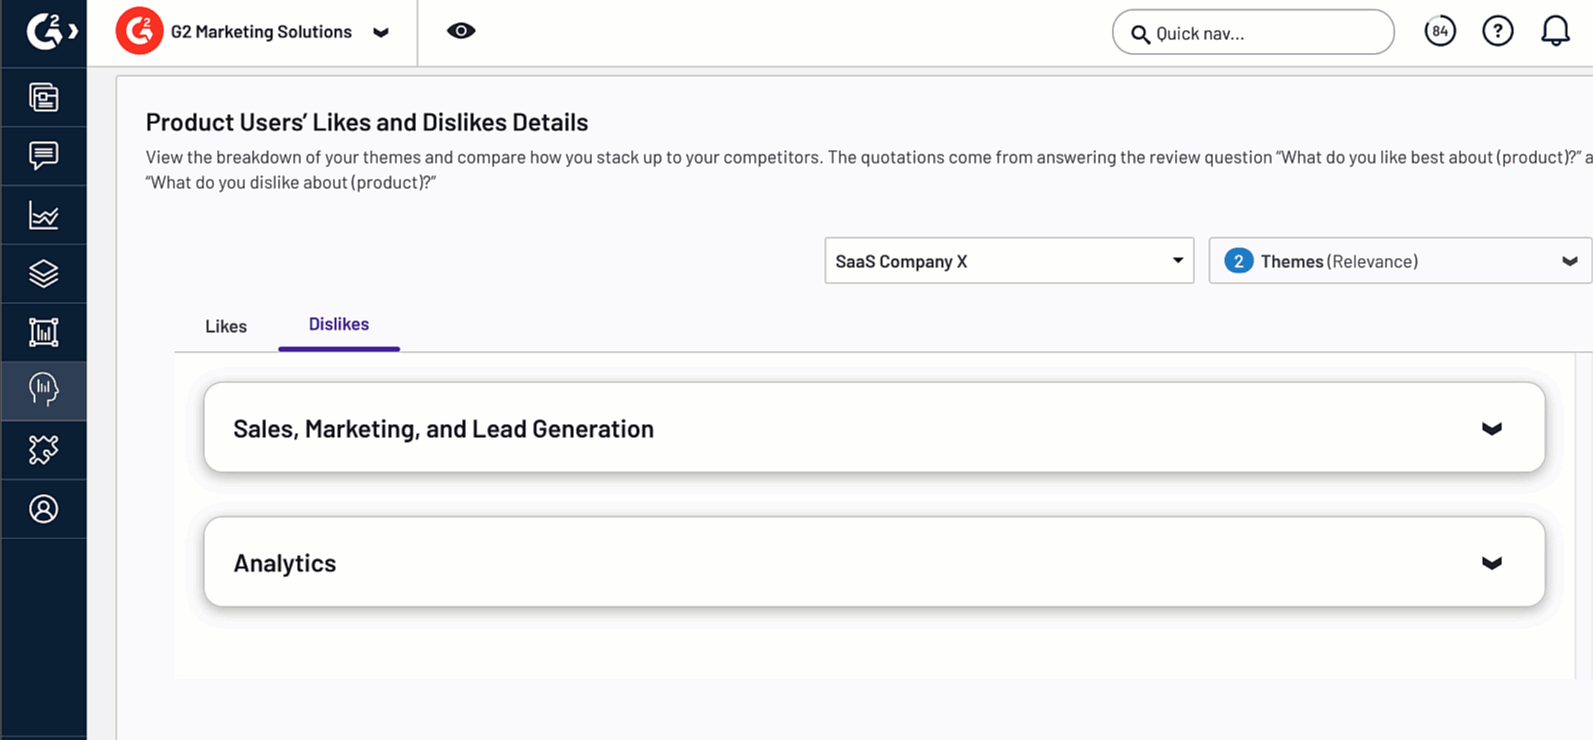 G2 Marketing Solutions
Quick nav...
84
?
Product Users’ Likes and Dislikes Details
View the breakdown of your themes and compare how you stack up to your competitors. The quotations come from answering the review question “What do you like best about (product)?” a
“What do you dislike about (product)?”
SaaS Company X
2 Themes (Relevance)
Likes
Dislikes
Sales, Marketing, and Lead Generation
Analytics